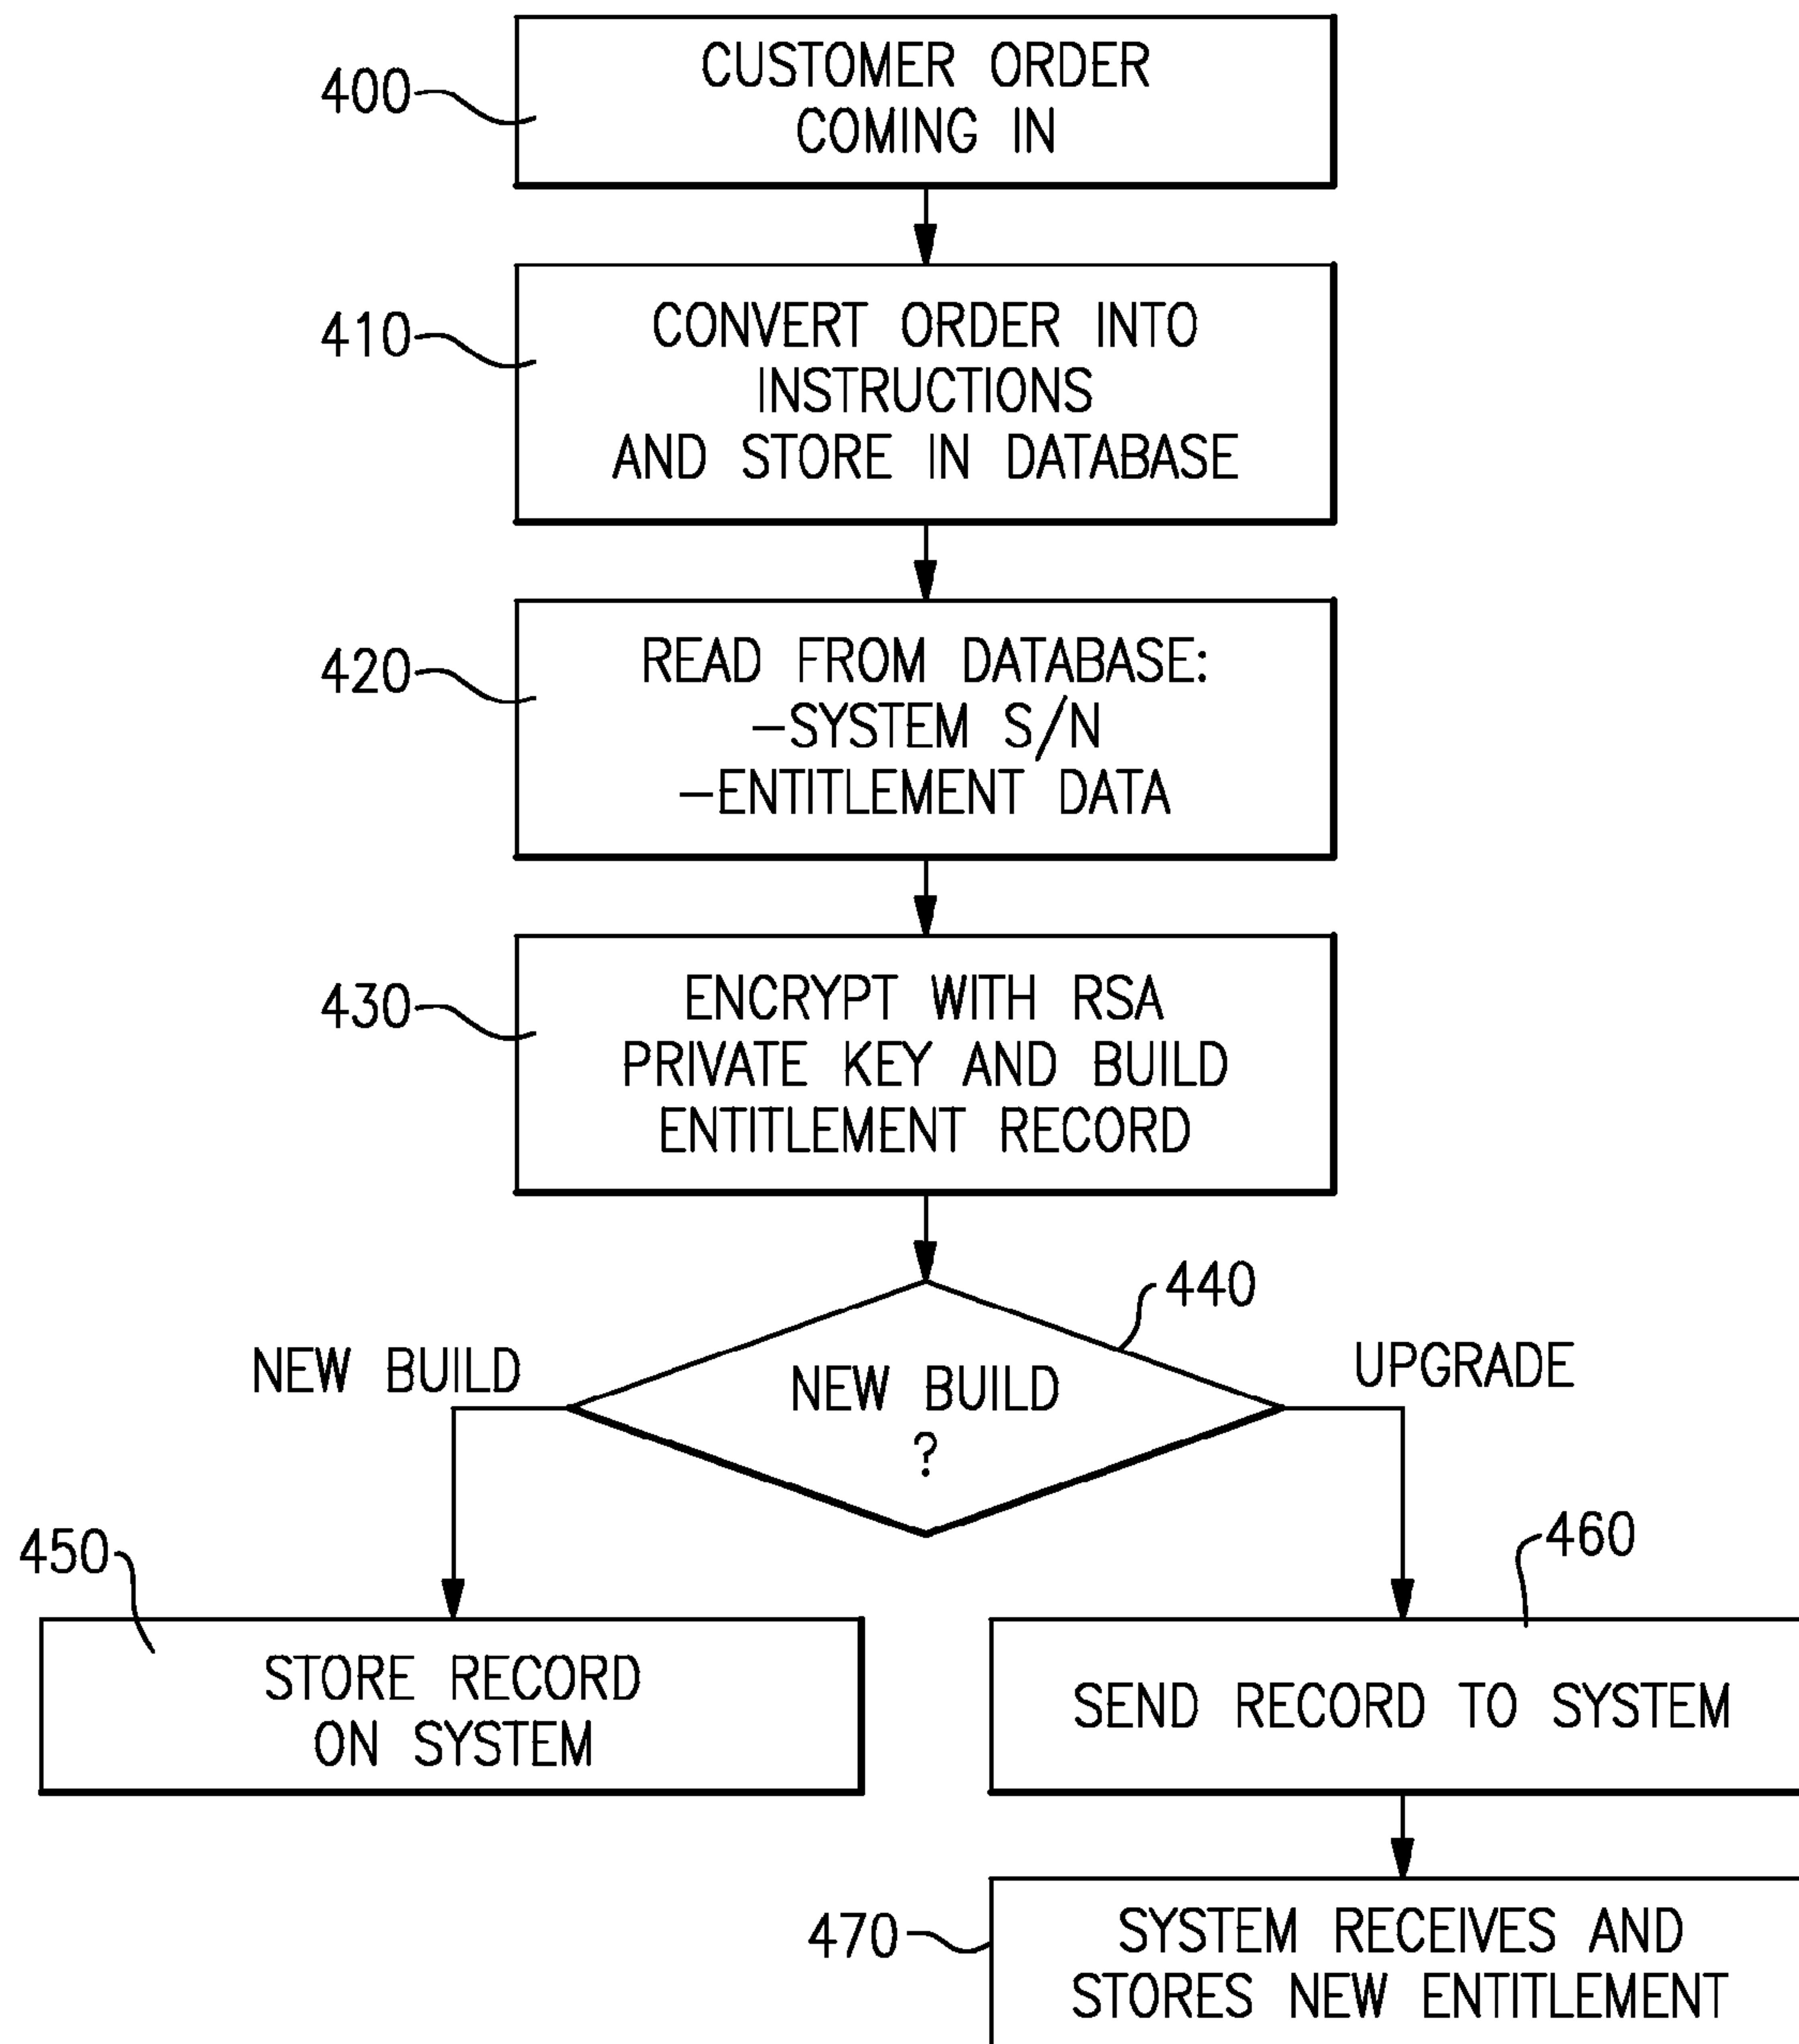 400
CUSTOMER ORDER
COMING IN
410
CONVERT ORDER INTO
INSTRUCTIONS
AND STORE IN DATABASE
420
READ FROM DATABASE:
-SYSTEM S/N
-ENTITLEMENT DATA
430
ENCRYPT WITH RSA
PRIVATE KEY AND BUILD
ENTITLEMENT RECORD
440
NEW BUILD
NEW BUILD
?
UPGRADE
450
STORE RECORD
ON SYSTEM
460
SEND RECORD TO SYSTEM
470
SYSTEM RECEIVES AND
STORES NEW ENTITLEMENT